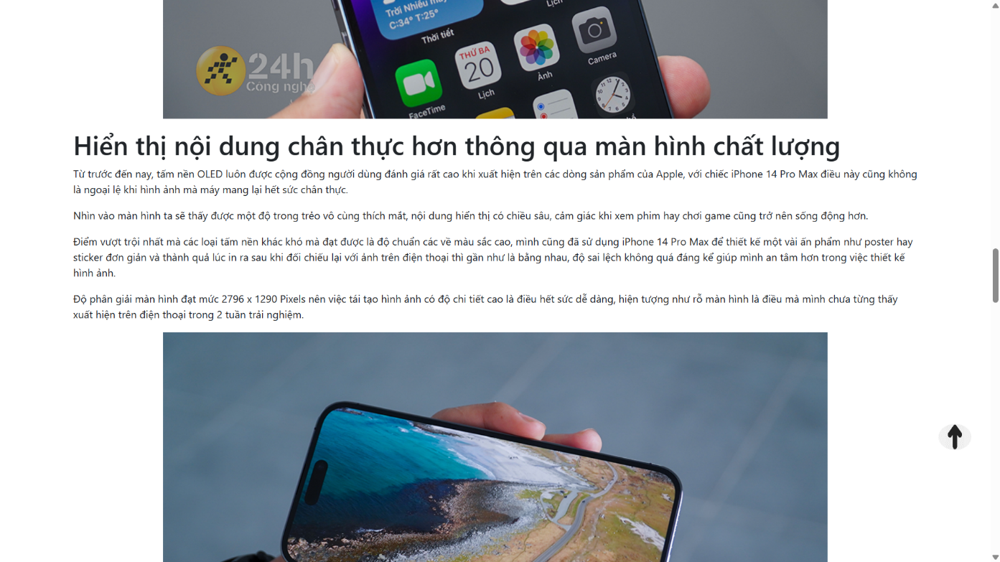 Trời Nhiều mây
C:34° T:25°
Thời tiết
Lịch
24h
Công nghệ
FaceTime
THỨ BA
20
Lịch
Ảnh
Camera
Hiển thị nội dung chân thực hơn thông qua màn hình chất lượng
Từ trước đến nay, tấm nền OLED luôn được cộng đồng người dùng đánh giá rất cao khi xuất hiện trên các dòng sản phẩm của Apple, với chiếc iPhone 14 Pro Max điều này cũng không
là ngoại lệ khi hình ảnh mà máy mang lại hết sức chân thực.
Nhìn vào màn hình ta sẽ thấy được một độ trong trẻo vô cùng thích mắt, nội dung hiển thị có chiều sâu, cảm giác khi xem phim hay chơi game cũng trở nên sống động hơn.
Điểm vượt trội nhất mà các loại tấm nền khác khó mà đạt được là độ chuẩn các về màu sắc cao, mình cũng đã sử dụng iPhone 14 Pro Max để thiết kế một vài ấn phẩm như poster hay
sticker đơn giản và thành quả lúc in ra sau khi đối chiếu lại với ảnh trên điện thoại thì gần như là bằng nhau, độ sai lệch không quá đáng kể giúp mình an tâm hơn trong việc thiết kế
hình ảnh.
Độ phân giải màn hình đạt mức 2796 x 1290 Pixels nên việc tái tạo hình ảnh có độ chi tiết cao là điều hết sức dễ dàng, hiện tượng như rỗ màn hình là điều mà mình chưa từng thấy
xuất hiện trên điện thoại trong 2 tuần trải nghiệm.